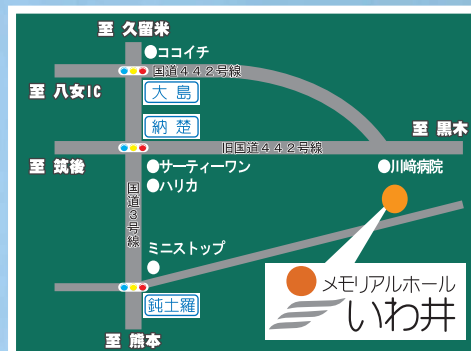 至 久留米
ココイチ
国道442号線
至 八女IC
大島
納楚
至 黒木
旧国道442号線
至 筑後
サーティーワン
川﨑病院
ハリカ
国道3号線
ミニストップ
メモリアルホール
いわ井
鈍土羅
至 熊本